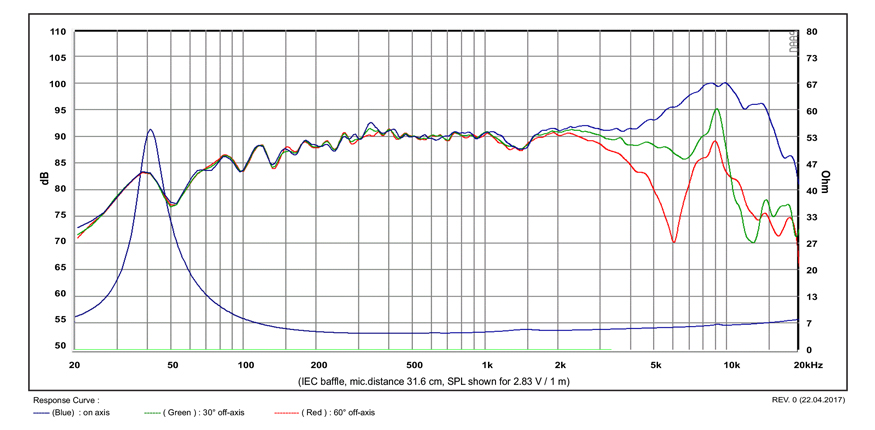 110 80
105 73
100 67
95 60
90 53
85 47
80 40
75 33
70 27
65 20
60 13
55 7
50 0
dB
Ohm
20 50 100 200 500 1k 2k 5k 10k 20kHz
(IEC baffle, mic.distance 31.6 cm, SPL shown for 2.83 V / 1 m)
Response Curve : REV. 0 (22.04.2017)
(Blue) : on axis ( Green ) : 30° off-axis ( Red ) : 60° off-axis